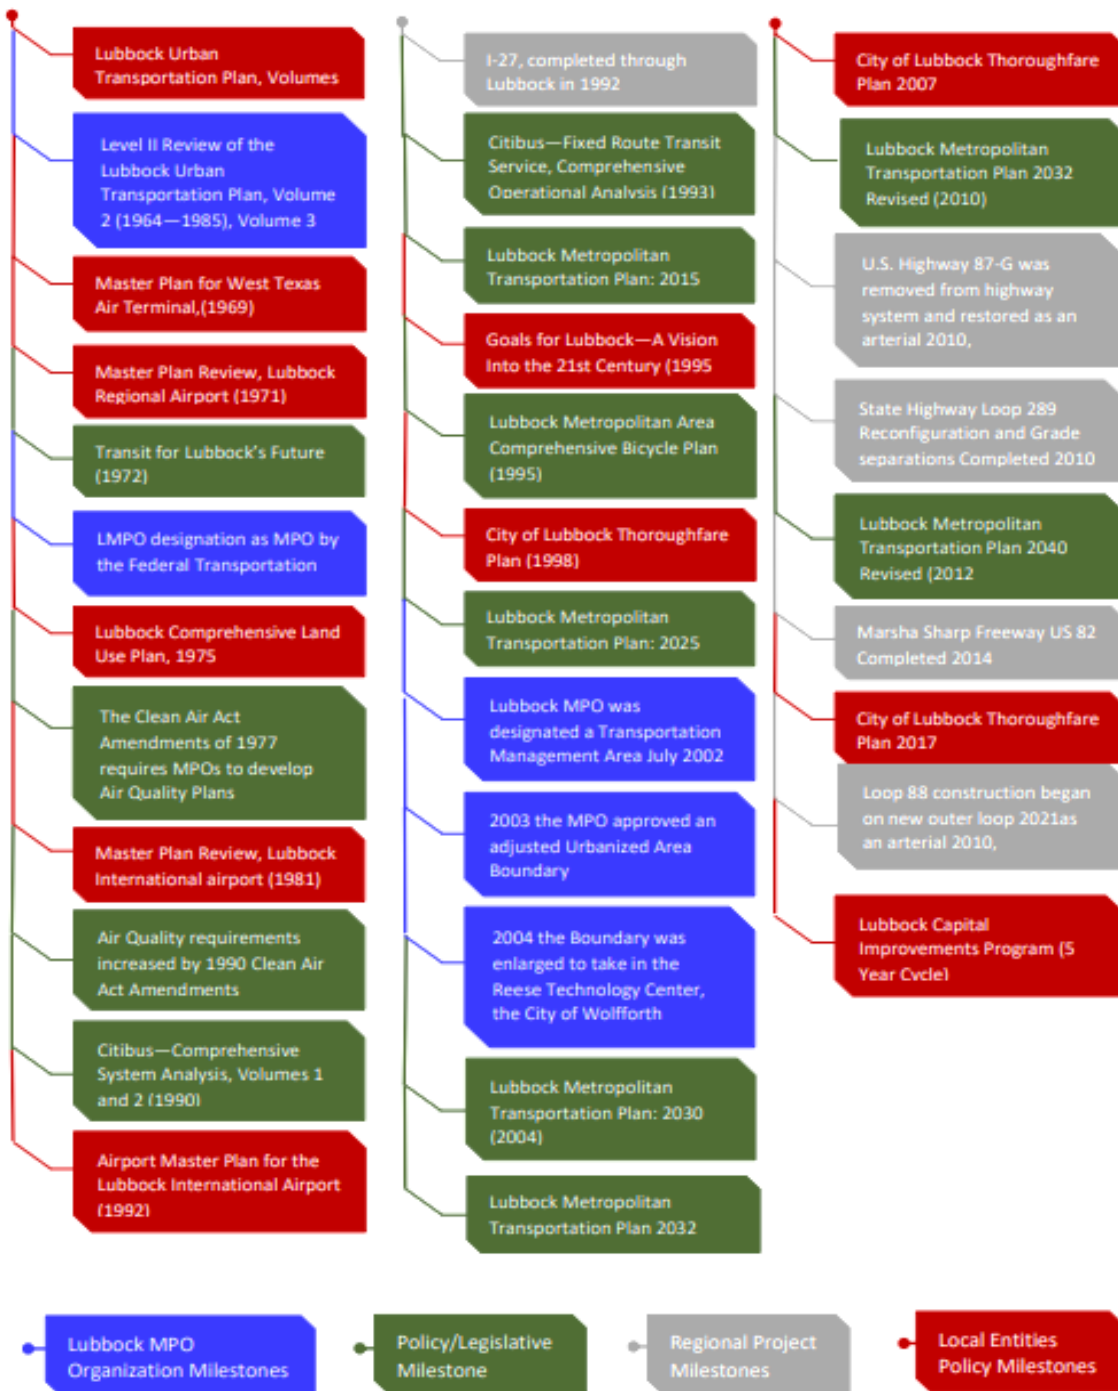 Lubbock Urban
Transportation Plan, Volumes
Level II Review of the
Lubbock Urban
Transportation Plan, Volume
2 (1964—1985), Volume 3
Master Plan for West Texas
Air Terminal,(1969)
Master Plan Review, Lubbock
Regional Airport (1971)
Transit for Lubbock's Future
(1972)
LMPO designation as MPO by
the Federal Transportation
Lubbock Comprehensive Land
Use Plan, 1975
The Clean Air Act
Amendments of 1977
requires MPOs to develop
Air Quality Plans
Master Plan Review, Lubbock
International airport (1981)
Air Quality requirements
increased by 1990 Clean Air
Act Amendments
Citibus—Comprehensive
System Analysis, Volumes 1
and 2 (1990)
Airport Master Plan for the
Lubbock International Airport
(1992)
I-27, completed through
Lubbock in 1992
Citibus—Fixed Route Transit
Service, Comprehensive
Operational Analysis (1993)
Lubbock Metropolitan
Transportation Plan: 2015
Goals for Lubbock—A Vision
Into the 21st Century (1995
Lubbock Metropolitan Area
Comprehensive Bicycle Plan
(1995)
City of Lubbock Thoroughfare
Plan (1998)
Lubbock Metropolitan
Transportation Plan: 2025
Lubbock MPO was
designated a Transportation
Management Area July 2002
2003 the MPO approved an
adjusted Urbanized Area
Boundary
2004 the Boundary was
enlarged to take in the
Reese Technology Center,
the City of Wolfforth
Lubbock Metropolitan
Transportation Plan: 2030
(2004)
Lubbock Metropolitan
Transportation Plan 2032
City of Lubbock Thoroughfare
Plan 2007
Lubbock Metropolitan
Transportation Plan 2032
Revised (2010)
U.S. Highway 87-G was
removed from highway
system and restored as an
arterial 2010,
State Highway Loop 289
Reconfiguration and Grade
separations Completed 2010
Lubbock Metropolitan
Transportation Plan 2040
Revised (2012
Marsha Sharp Freeway US 82
Completed 2014
City of Lubbock Thoroughfare
Plan 2017
Loop 88 construction began
on new outer loop 2021as
an arterial 2010,
Lubbock Capital
Improvements Program (5
Year Cycle)
Lubbock MPO
Organization Milestones
Policy/Legislative
Milestone
Regional Project
Milestones
Local Entities
Policy Milestones